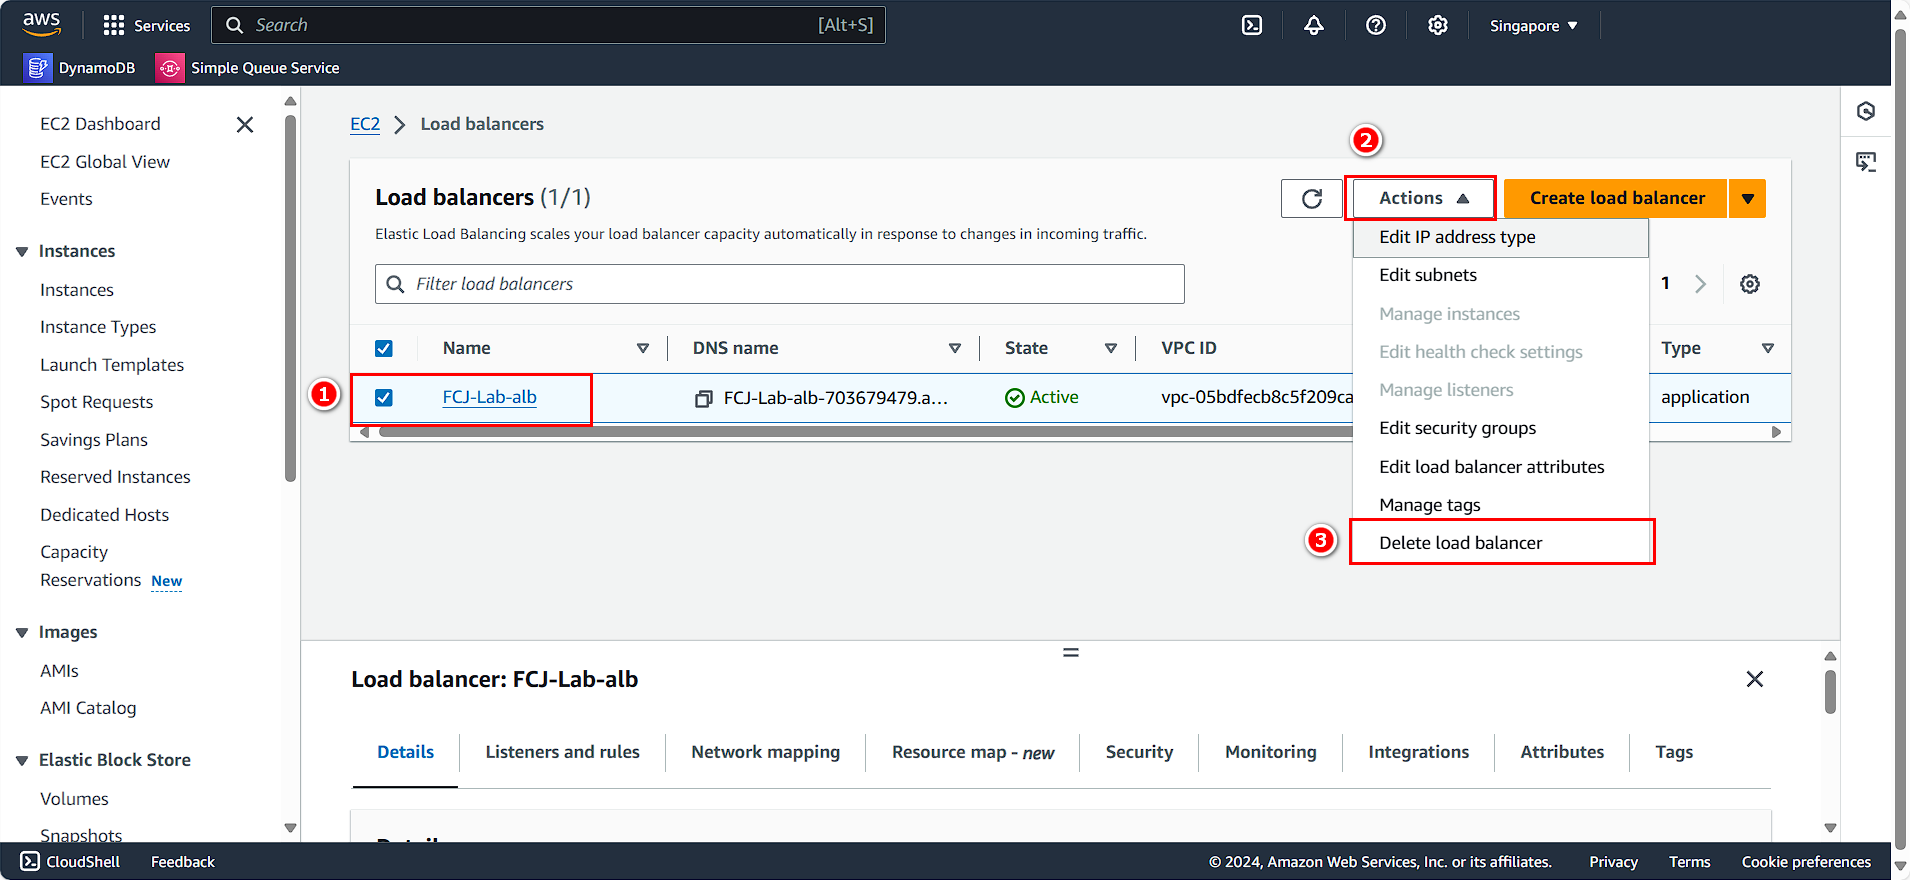 aws
Services
Search
[Alt+S]
Singapore
DynamoDB
Simple Queue Service
EC2 Dashboard
EC2 Global View
Events
Instances
Instances
Instance Types
Launch Templates
Spot Requests
Savings Plans
Reserved Instances
Dedicated Hosts
Capacity
Reservations New
Images
AMIs
AMI Catalog
Elastic Block Store
Volumes
Snapshots
EC2 > Load balancers
2
Load balancers (1/1)
Actions
Create load balancer
Elastic Load Balancing scales your load balancer capacity automatically in response to changes in incoming traffic.
Filter load balancers
1
Edit IP address type
Edit subnets
Manage instances
Edit health check settings
Manage listeners
Edit security groups
Edit load balancer attributes
Manage tags
3
Delete load balancer
Name
DNS name
State
VPC ID
Type
1
FCJ-Lab-alb
FCJ-Lab-alb-703679479.a...
Active
vpc-05bdfecb8c5f209ca
application
Load balancer: FCJ-Lab-alb
Details
Listeners and rules
Network mapping
Resource map - new
Security
Monitoring
Integrations
Attributes
Tags
Details
CloudShell
Feedback
© 2024, Amazon Web Services, Inc. or its affiliates.
Privacy
Terms
Cookie preferences